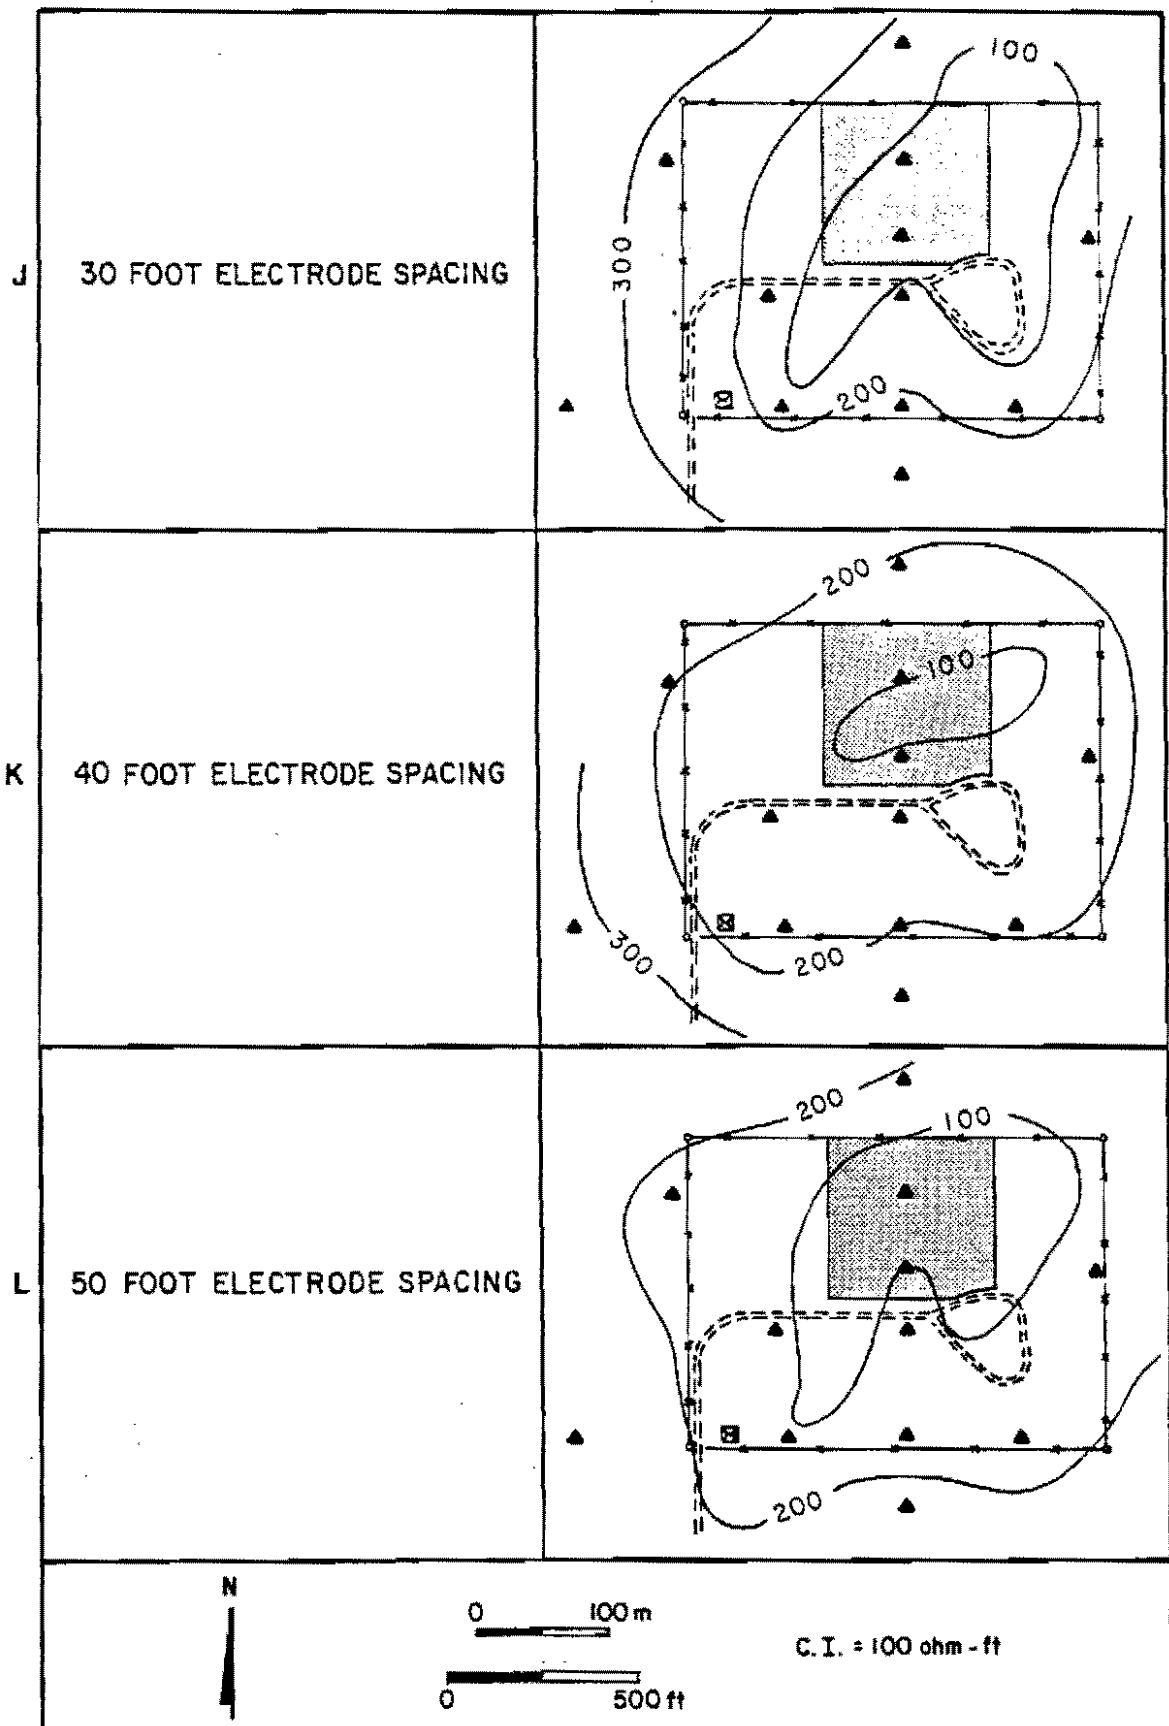 100
300
J
30 FOOT ELECTRODE SPACING
200
200
100
K
40 FOOT ELECTRODE SPACING
300
200
200
100
L
50 FOOT ELECTRODE SPACING
200
N
0 100 m
C. I. = 100 ohm - ft
0 500 ft